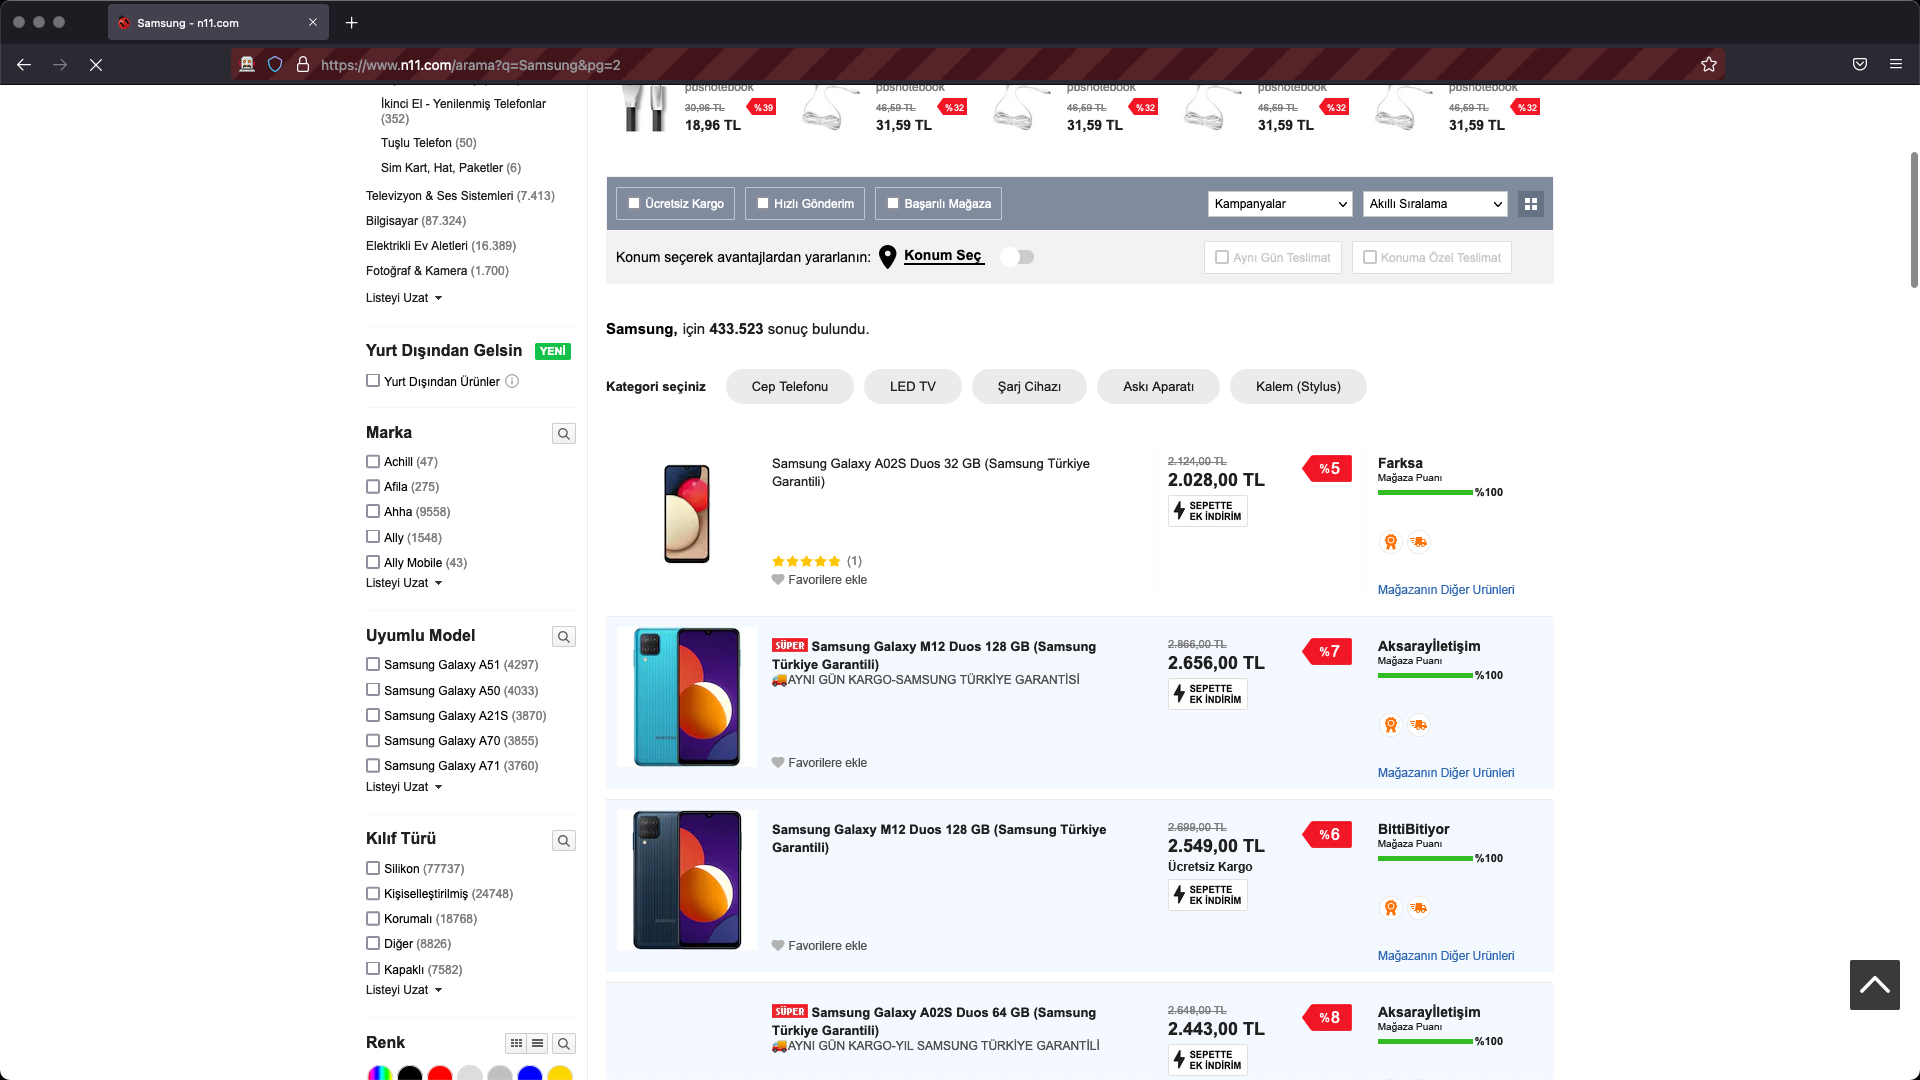 Samsung - n11.com
https://www.n11.com/arama?q=Samsung&pg=2
İkinci El - Yenilenmiş Telefonlar
(352)
Tuşlu Telefon (50)
Sim Kart, Hat, Paketler (6)
Televizyon & Ses Sistemleri (7.413)
Bilgisayar (87.324)
Elektrikli Ev Aletleri (16.389)
Fotoğraf & Kamera (1.700)
Listeyi Uzat
Yurt Dışından Gelsin YENİ
Yurt Dışından Ürünler
Marka
Achill (47)
Afila (275)
Ahha (9558)
Ally (1548)
Ally Mobile (43)
Listeyi Uzat
Uyumlu Model
Samsung Galaxy A51 (4297)
Samsung Galaxy A50 (4033)
Samsung Galaxy A21S (3870)
Samsung Galaxy A70 (3855)
Samsung Galaxy A71 (3760)
Listeyi Uzat
Kılıf Türü
Silikon (77737)
Kişiselleştirilmiş (24748)
Korumalı (18768)
Diğer (8826)
Kapaklı (7582)
Listeyi Uzat
Renk
pbsnotebook
30,96 TL %39
18,96 TL
pbsnotebook
46,59 TL %32
31,59 TL
pbsnotebook
46,59 TL %32
31,59 TL
pbsnotebook
46,59 TL %32
31,59 TL
pbsnotebook
46,59 TL %32
31,59 TL
Ücretsiz Kargo Hızlı Gönderim Başarılı Mağaza Kampanyalar Akıllı Sıralama
Konum seçerek avantajlardan yararlanın: Konum Seç Aynı Gün Teslimat Konuma Özel Teslimat
Samsung, için 433.523 sonuç bulundu.
Kategori seçiniz Cep Telefonu LED TV Şarj Cihazı Askı Aparatı Kalem (Stylus)
Samsung Galaxy A02S Duos 32 GB (Samsung Türkiye
Garantili)
(1)
Favorilere ekle
2.124,00 TL
2.028,00 TL
SEPETTE
EK İNDİRİM
%5
Farksa
Mağaza Puanı
%100
Mağazanın Diğer Ürünleri
SÜPER Samsung Galaxy M12 Duos 128 GB (Samsung
Türkiye Garantili)
AYNI GÜN KARGO-SAMSUNG TÜRKİYE GARANTİSİ
Favorilere ekle
2.866,00 TL
2.656,00 TL
SEPETTE
EK İNDİRİM
%7
Aksarayİletişim
Mağaza Puanı
%100
Mağazanın Diğer Ürünleri
Samsung Galaxy M12 Duos 128 GB (Samsung Türkiye
Garantili)
Favorilere ekle
2.699,00 TL
2.549,00 TL
Ücretsiz Kargo
SEPETTE
EK İNDİRİM
%6
BittiBitiyor
Mağaza Puanı
%100
Mağazanın Diğer Ürünleri
SÜPER Samsung Galaxy A02S Duos 64 GB (Samsung
Türkiye Garantili)
AYNI GÜN KARGO-YIL SAMSUNG TÜRKİYE GARANTİLİ
2.648,00 TL
2.443,00 TL
SEPETTE
EK İNDİRİM
%8
Aksarayİletişim
Mağaza Puanı
%100